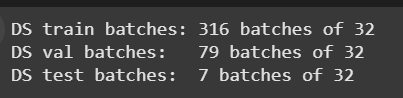 DS train batches: 316 batches of 32
DS val batches:   79 batches of 32
DS test batches:  7 batches of 32